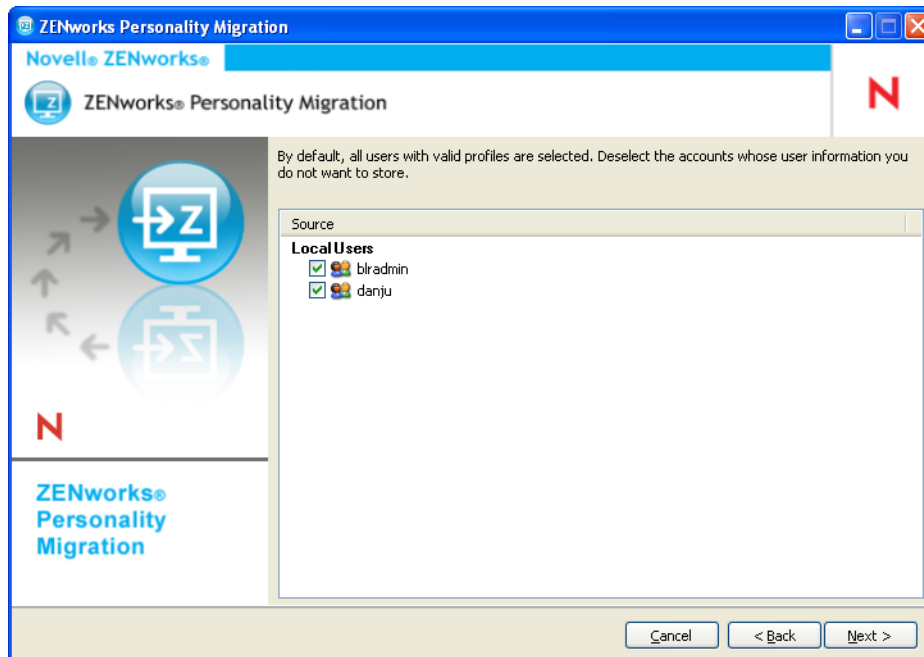 ZENworks Personality Migration
Novell® ZENworks®
ZENworks® Personality Migration
N
By default, all users with valid profiles are selected. Deselect the accounts whose user information you
do not want to store.
Source
Local Users
blradmin
danju
Z
N
ZENworks®
Personality
Migration
Cancel
< Back
Next >